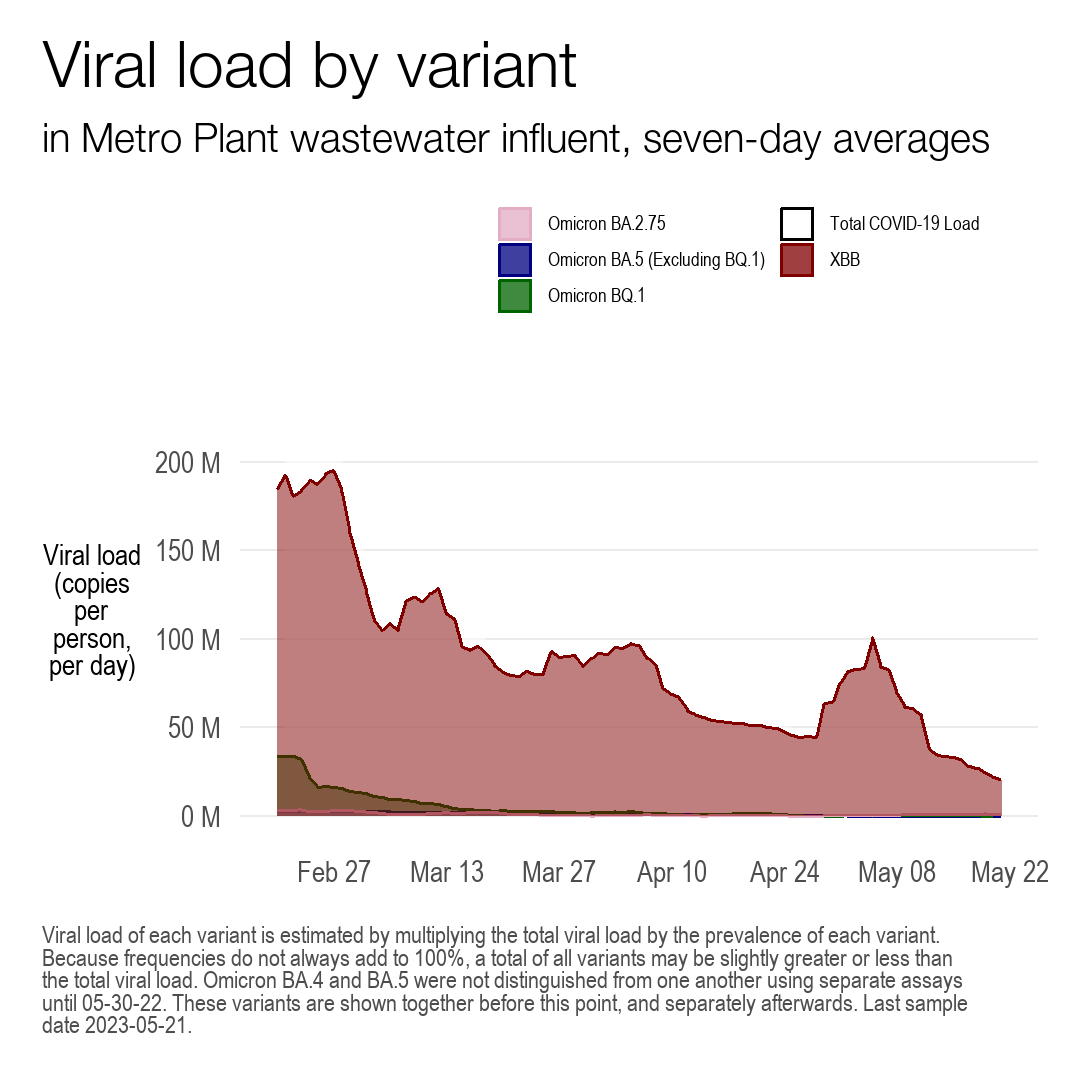 Viral load by variant
in Metro Plant wastewater influent, seven-day averages
Omicron BA.2.75
Omicron BA.5 (Excluding BQ.1)
Omicron BQ.1
Total COVID-19 Load
XBB
200 M
150 M
100 M
50 M
0 M
Viral load
(copies
per
person,
per day)
Feb 27
Mar 13
Mar 27
Apr 10
Apr 24
May 08
May 22
Viral load of each variant is estimated by multiplying the total viral load by the prevalence of each variant.
Because frequencies do not always add to 100%, a total of all variants may be slightly greater or less than
the total viral load. Omicron BA.4 and BA.5 were not distinguished from one another using separate assays
until 05-30-22. These variants are shown together before this point, and separately afterwards. Last sample
date 2023-05-21.